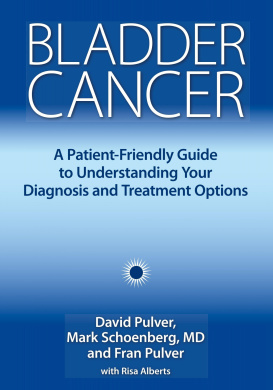 BLADDER
CANCER
A Patient-Friendly Guide
to Understanding Your
Diagnosis and Treatment Options
David Pulver,
Mark Schoenberg, MD
and Fran Pulver
with Risa Alberts